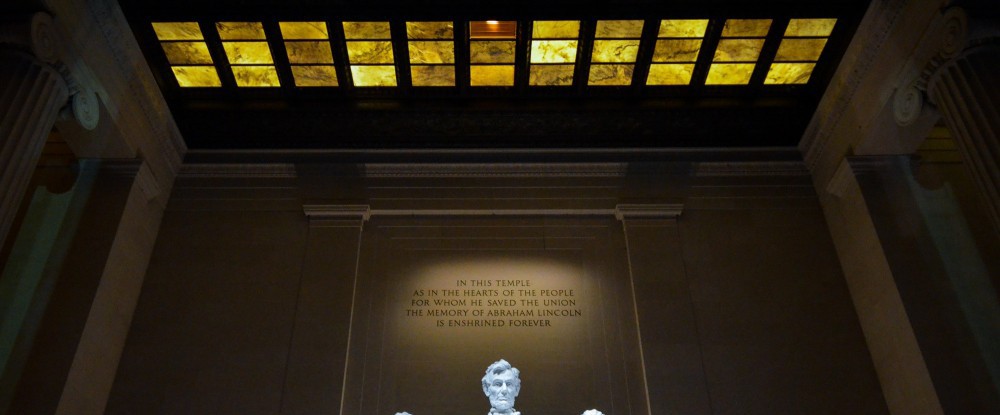 IN THIS TEMPLE
AS IN THE HEARTS OF THE PEOPLE
FOR WHOM HE SAVED THE UNION
THE MEMORY OF ABRAHAM LINCOLN
IS ENSHRINED FOREVER